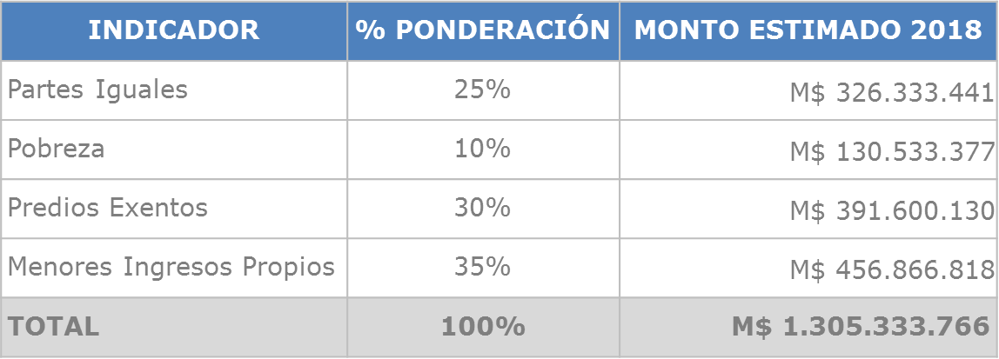 INDICADOR % PONDERACIÓN MONTO ESTIMADO 2018
Partes Iguales 25% M$ 326.333.441
Pobreza 10% M$ 130.533.377
Predios Exentos 30% M$ 391.600.130
Menores Ingresos Propios 35% M$ 456.866.818
TOTAL 100% M$ 1.305.333.766